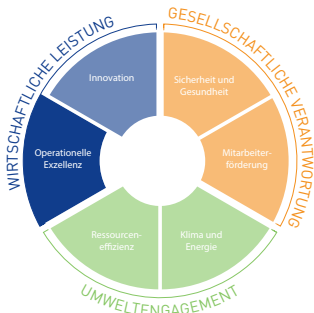 WIRTSCHAFTLICHE LEISTUNG
GESELLSCHAFTLICHE VERANTWORTUNG
Innovation
Sicherheit und
Gesundheit
Operationelle
Exzellenz
Mitarbeiter-
förderung
Ressourcen-
effizienz
Klima und
Energie
UMWELTENGAGEMENT